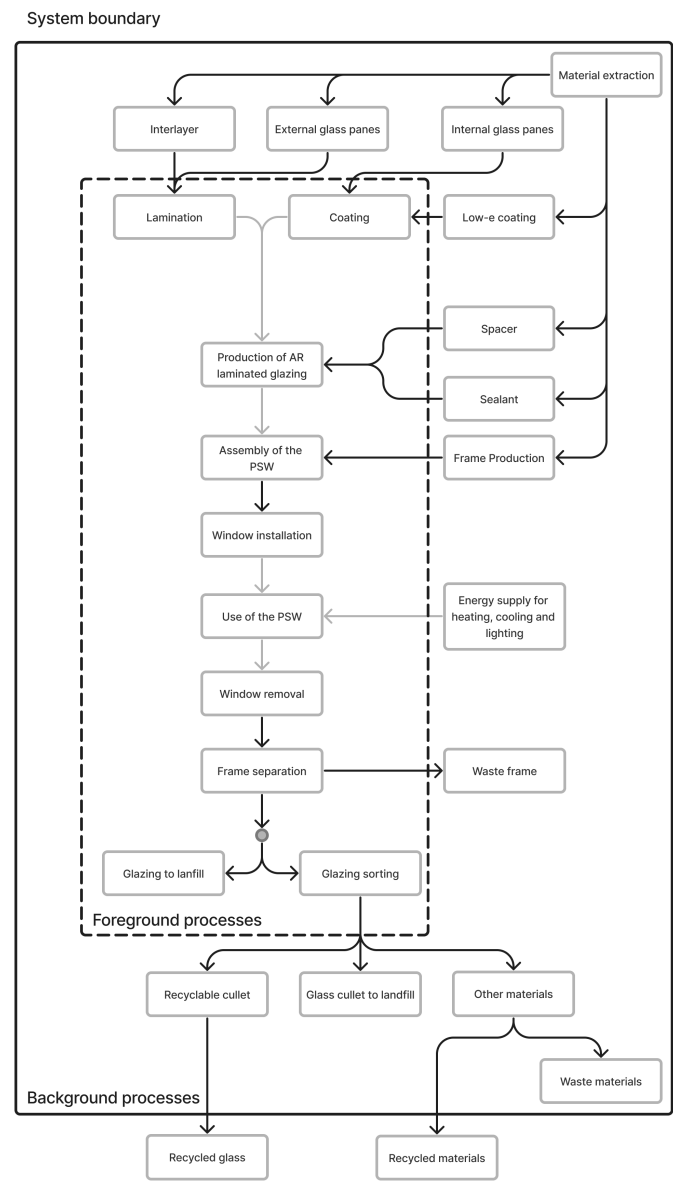 System boundary
Material extraction
Interlayer
External glass panes
Internal glass panes
Lamination
Coating
Low-e coating
Spacer
Production of AR
laminated glazing
Sealant
Assembly of the
PSW
Frame Production
Window installation
Energy supply for
heating, cooling and
lighting
Use of the PSW
Window removal
Frame separation
Waste frame
Glazing to lanfill
Glazing sorting
Foreground processes
Recyclable cullet
Glass cullet to landfill
Other materials
Waste materials
Background processes
Recycled glass
Recycled materials